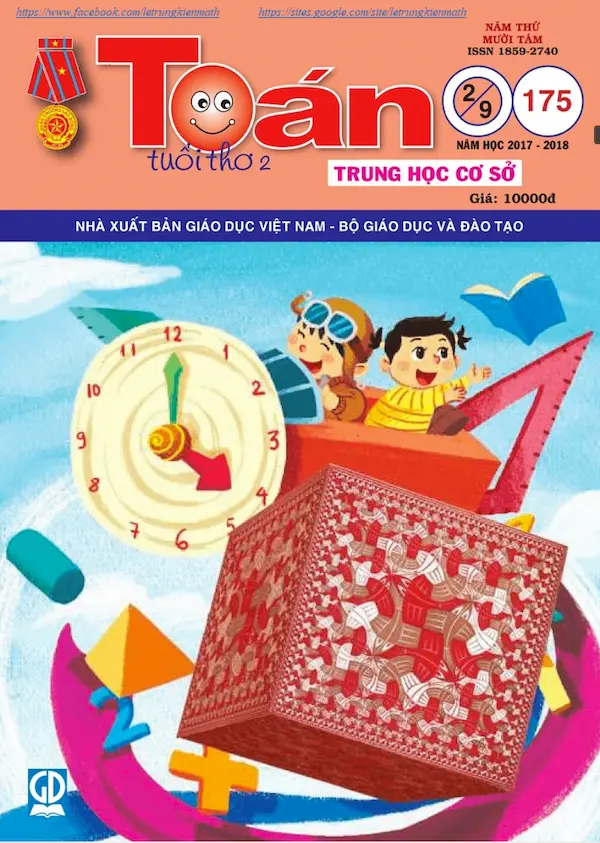 https://www.facebook.com/letrungkienmath
https://sites.google.com/site/letrungkienmath
NĂM THỨ
MƯỜI TÁM
ISSN 1859-2740
Toán
tuổi thơ 2
2/9
175
NĂM HỌC 2017 - 2018
TRUNG HỌC CƠ SỞ
Giá: 10000đ
NHÀ XUẤT BẢN GIÁO DỤC VIỆT NAM - BỘ GIÁO DỤC VÀ ĐÀO TẠO
12
11
1
10
2
9
3
8
4
7
6
5
2
GD